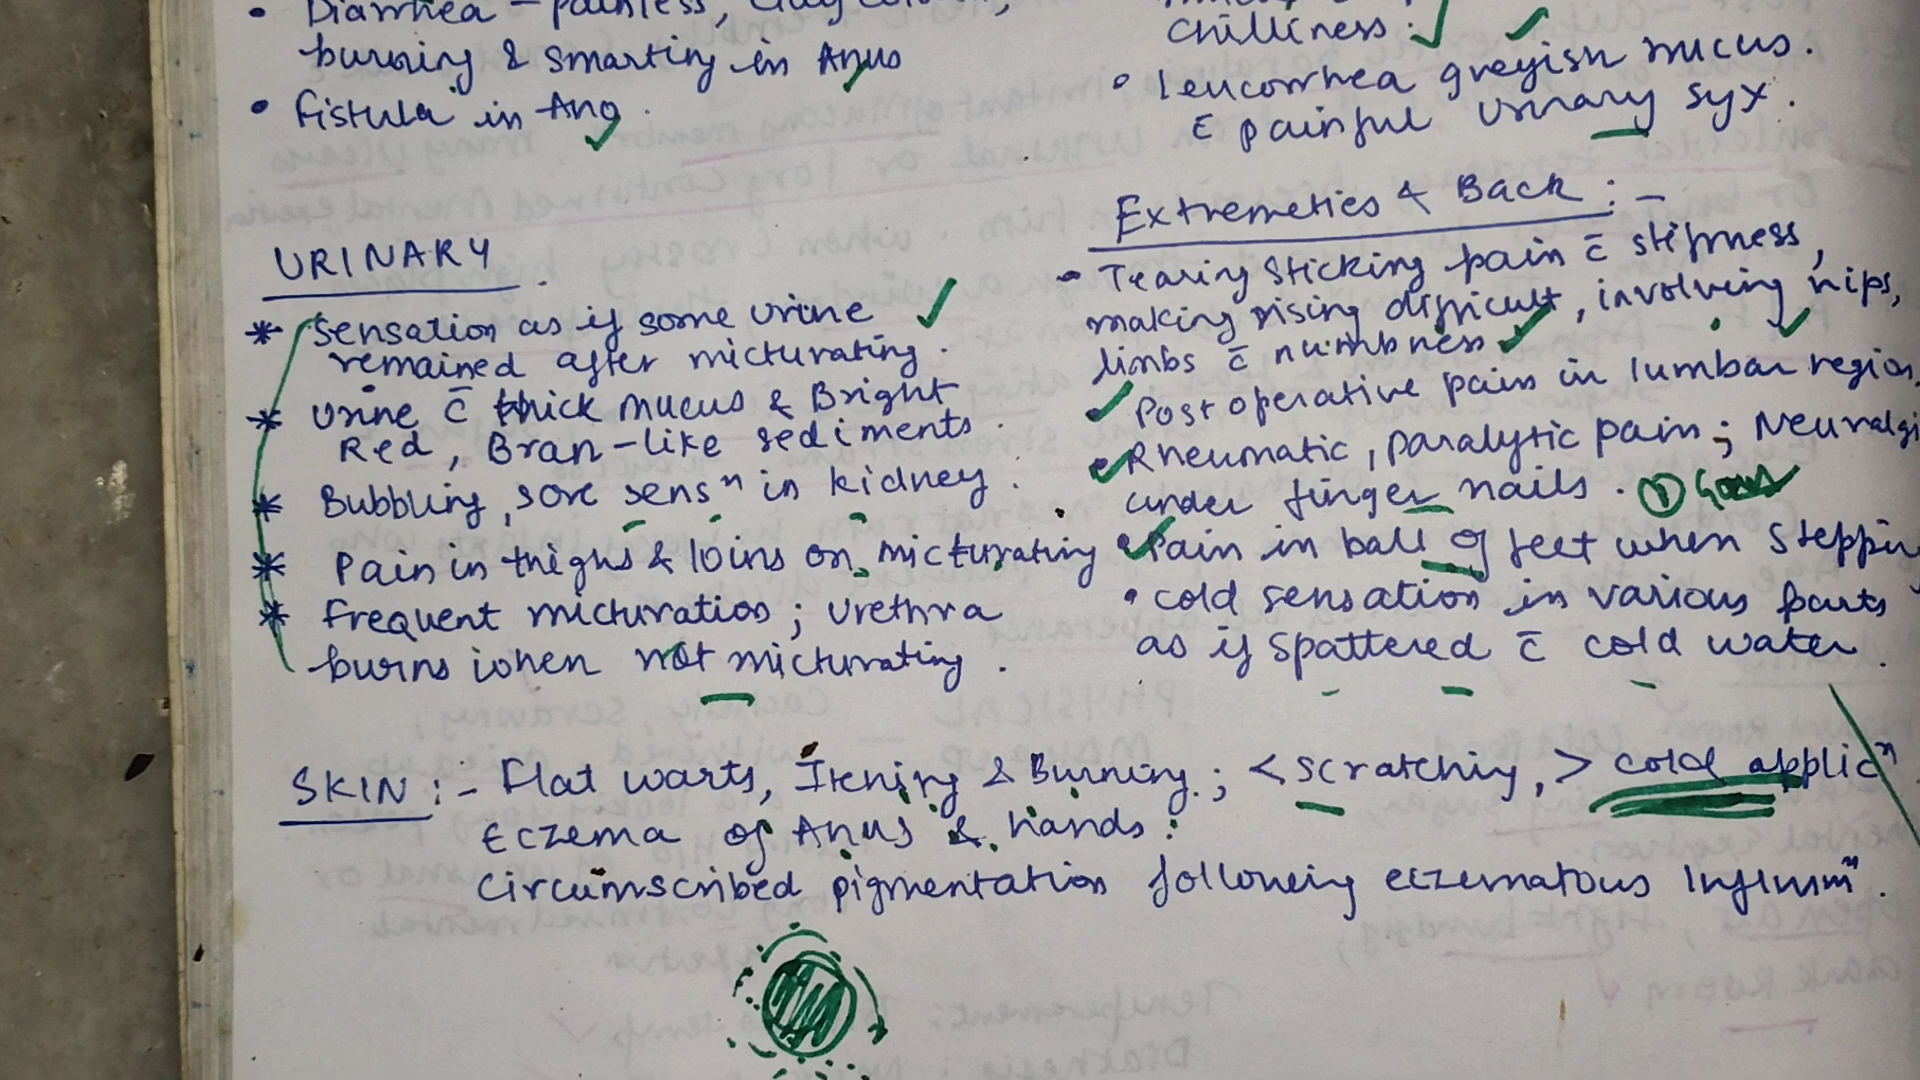 • Diarrhea - painless,
burning & smarting in Anus
• fistula in Ano.
URINARY
* Sensation as if some urine
remained after micturating.
* Urine c̄ thick mucus & Bright
Red, Bran-like sediments.
* Bubbling, sore sensⁿ in kidney.
* Pain in thighs & loins on micturating
* frequent micturation; urethra
burns when not micturating.
chilliness.
• leucorrhea greyish mucus.
c̄ painful urinary syx.
Extremeties & Back :-
• Tearing sticking pain c̄ stiffness,
making rising difficult, involving hips,
limbs c̄ numbness
• Post operative pain in lumbar region,
• Rheumatic, paralytic pain; Neuralgi
under finger nails.
• Pain in ball of feet when steppin
• cold sensation in various parts
as if spattered c̄ cold water.
SKIN :- Flat warts, Itching & Burning; < scratching, > cold applicⁿ
Eczema of Anus & hands.
Circumscribed pigmentation following eczematous Inflmmⁿ.